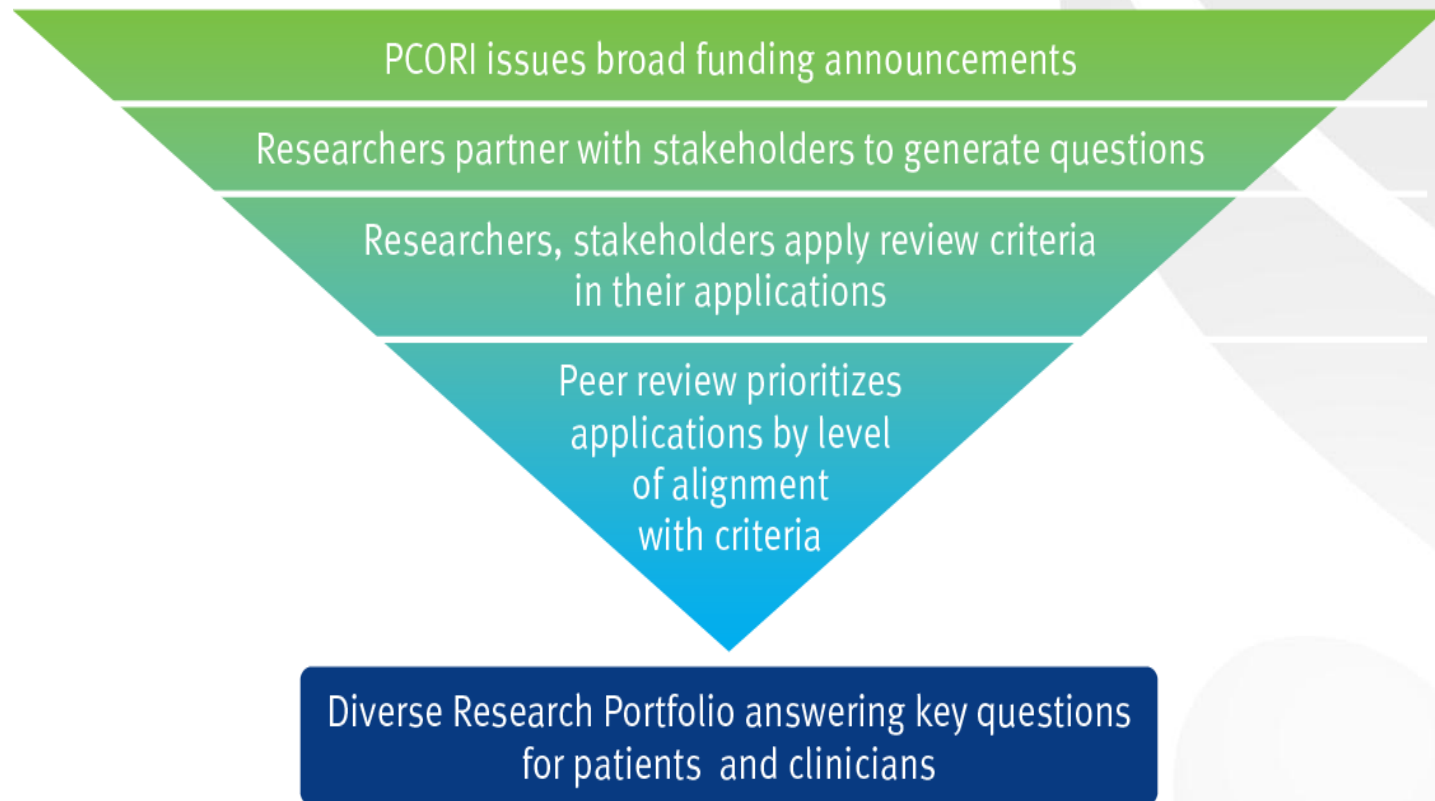 PCORI issues broad funding announcements
Researchers partner with stakeholders to generate questions
Researchers, stakeholders apply review criteria
in their applications
Peer review prioritizes
applications by level
of alignment
with criteria
Diverse Research Portfolio answering key questions
for patients and clinicians